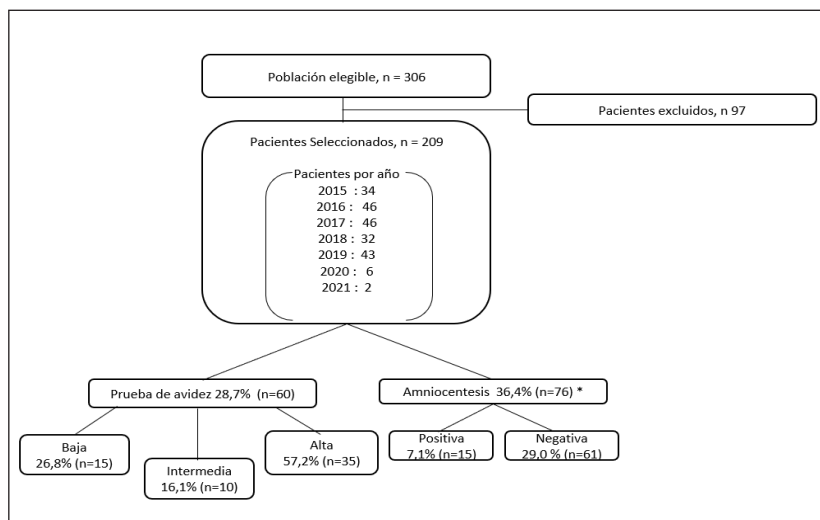 Población elegible, n = 306
Pacientes excluidos, n 97
Pacientes Seleccionados, n = 209
Pacientes por año
2015 : 34
2016 : 46
2017 : 46
2018 : 32
2019 : 43
2020 : 6
2021 : 2
Prueba de avidez 28,7% (n=60)
Amniocentesis 36,4% (n=76) *
Baja
26,8% (n=15)
Intermedia
16,1% (n=10)
Alta
57,2% (n=35)
Positiva
7,1% (n=15)
Negativa
29,0 % (n=61)